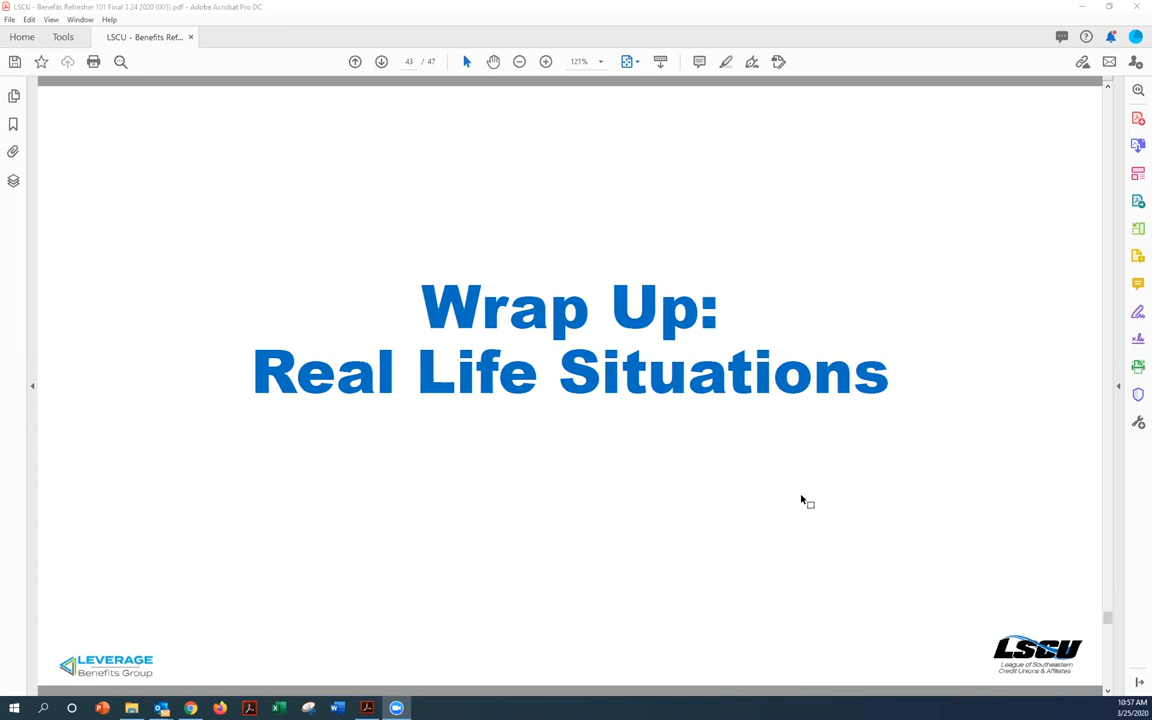 LSCU - Benefits Refresher 101 Final 3 24 2020 (003).pdf - Adobe Acrobat Pro DC
File Edit View Window Help
Home Tools LSCU - Benefits Ref... ×
43 / 47 121%
Wrap Up:
Real Life Situations
LEVERAGE
Benefits Group
LSCU
League of Southeastern
Credit Unions & Affiliates
10:57 AM
3/25/2020